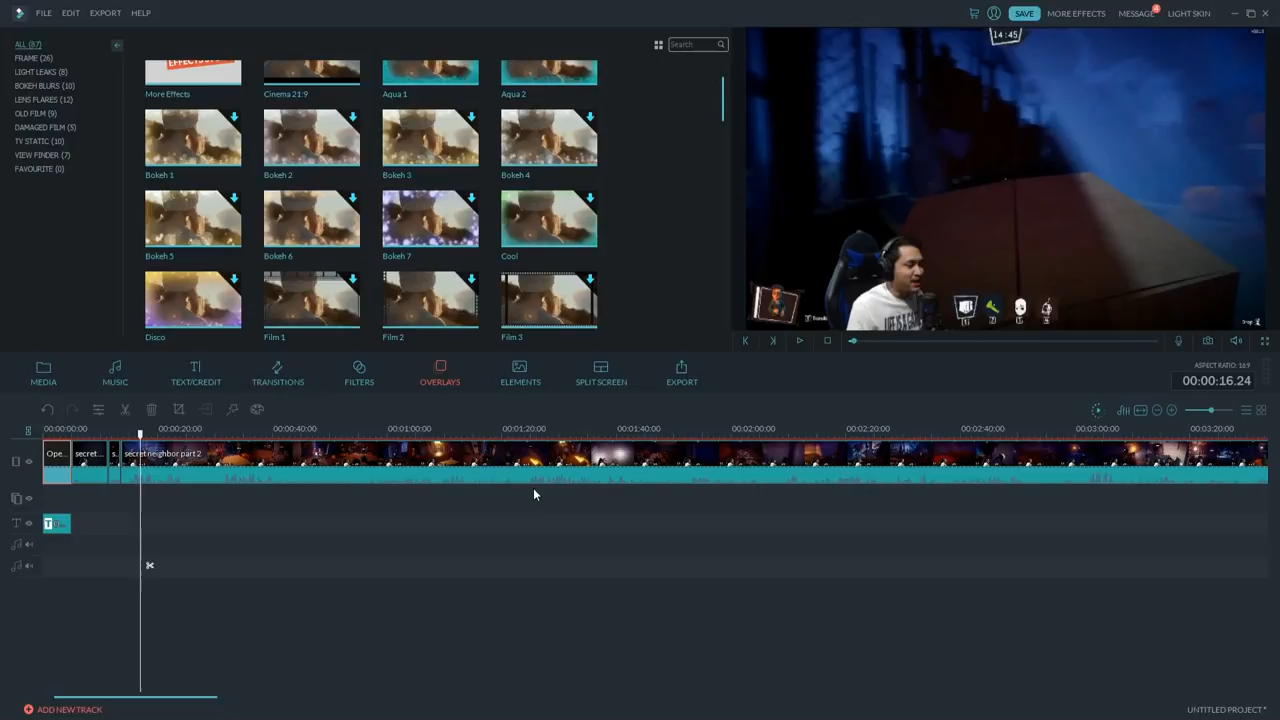 FILE EDIT EXPORT HELP
SAVE MORE EFFECTS MESSAGE 4 LIGHT SKIN
ALL (87)
FRAME (26)
LIGHT LEAKS (8)
BOKEH BLURS (10)
LENS FLARES (12)
OLD FILM (9)
DAMAGED FILM (5)
TV STATIC (10)
VIEW FINDER (7)
FAVOURITE (0)
Search
More Effects Cinema 21:9 Aqua 1 Aqua 2
Bokeh 1 Bokeh 2 Bokeh 3 Bokeh 4
Bokeh 5 Bokeh 6 Bokeh 7 Cool
Disco Film 1 Film 2 Film 3
14:45
Drop
MEDIA MUSIC TEXT/CREDIT TRANSITIONS FILTERS OVERLAYS ELEMENTS SPLIT SCREEN EXPORT
ASPECT RATIO: 16:9
00:00:16.24
00:00:00:00 00:00:20:00 00:00:40:00 00:01:00:00 00:01:20:00 00:01:40:00 00:02:00:00 00:02:20:00 00:02:40:00 00:03:00:00 00:03:20:00
Ope... secret... s.. secret neighbor part 2
ADD NEW TRACK
UNTITLED PROJECT *